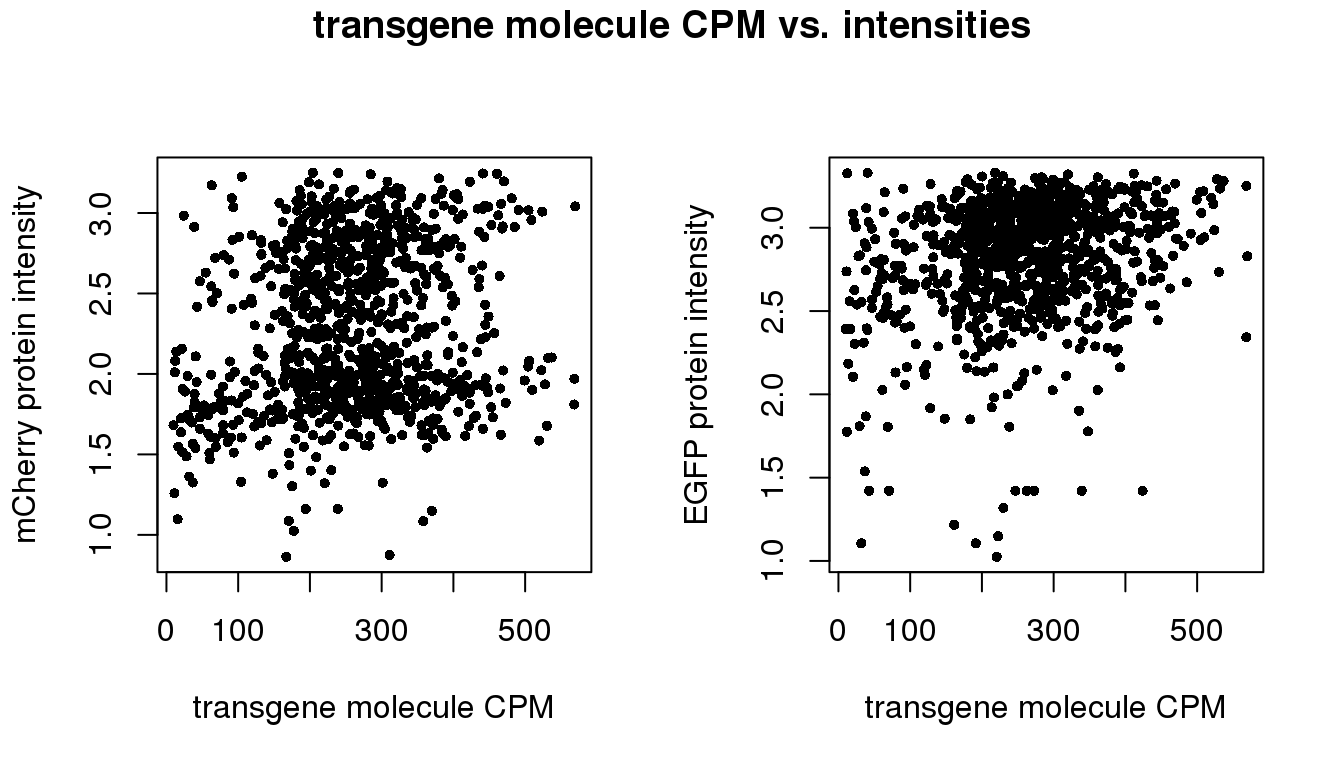 transgene molecule CPM vs. intensities
mCherry protein intensity
3.0
2.5
2.0
1.5
1.0
0 100 300 500
transgene molecule CPM
EGFP protein intensity
3.0
2.5
2.0
1.5
1.0
0 100 300 500
transgene molecule CPM